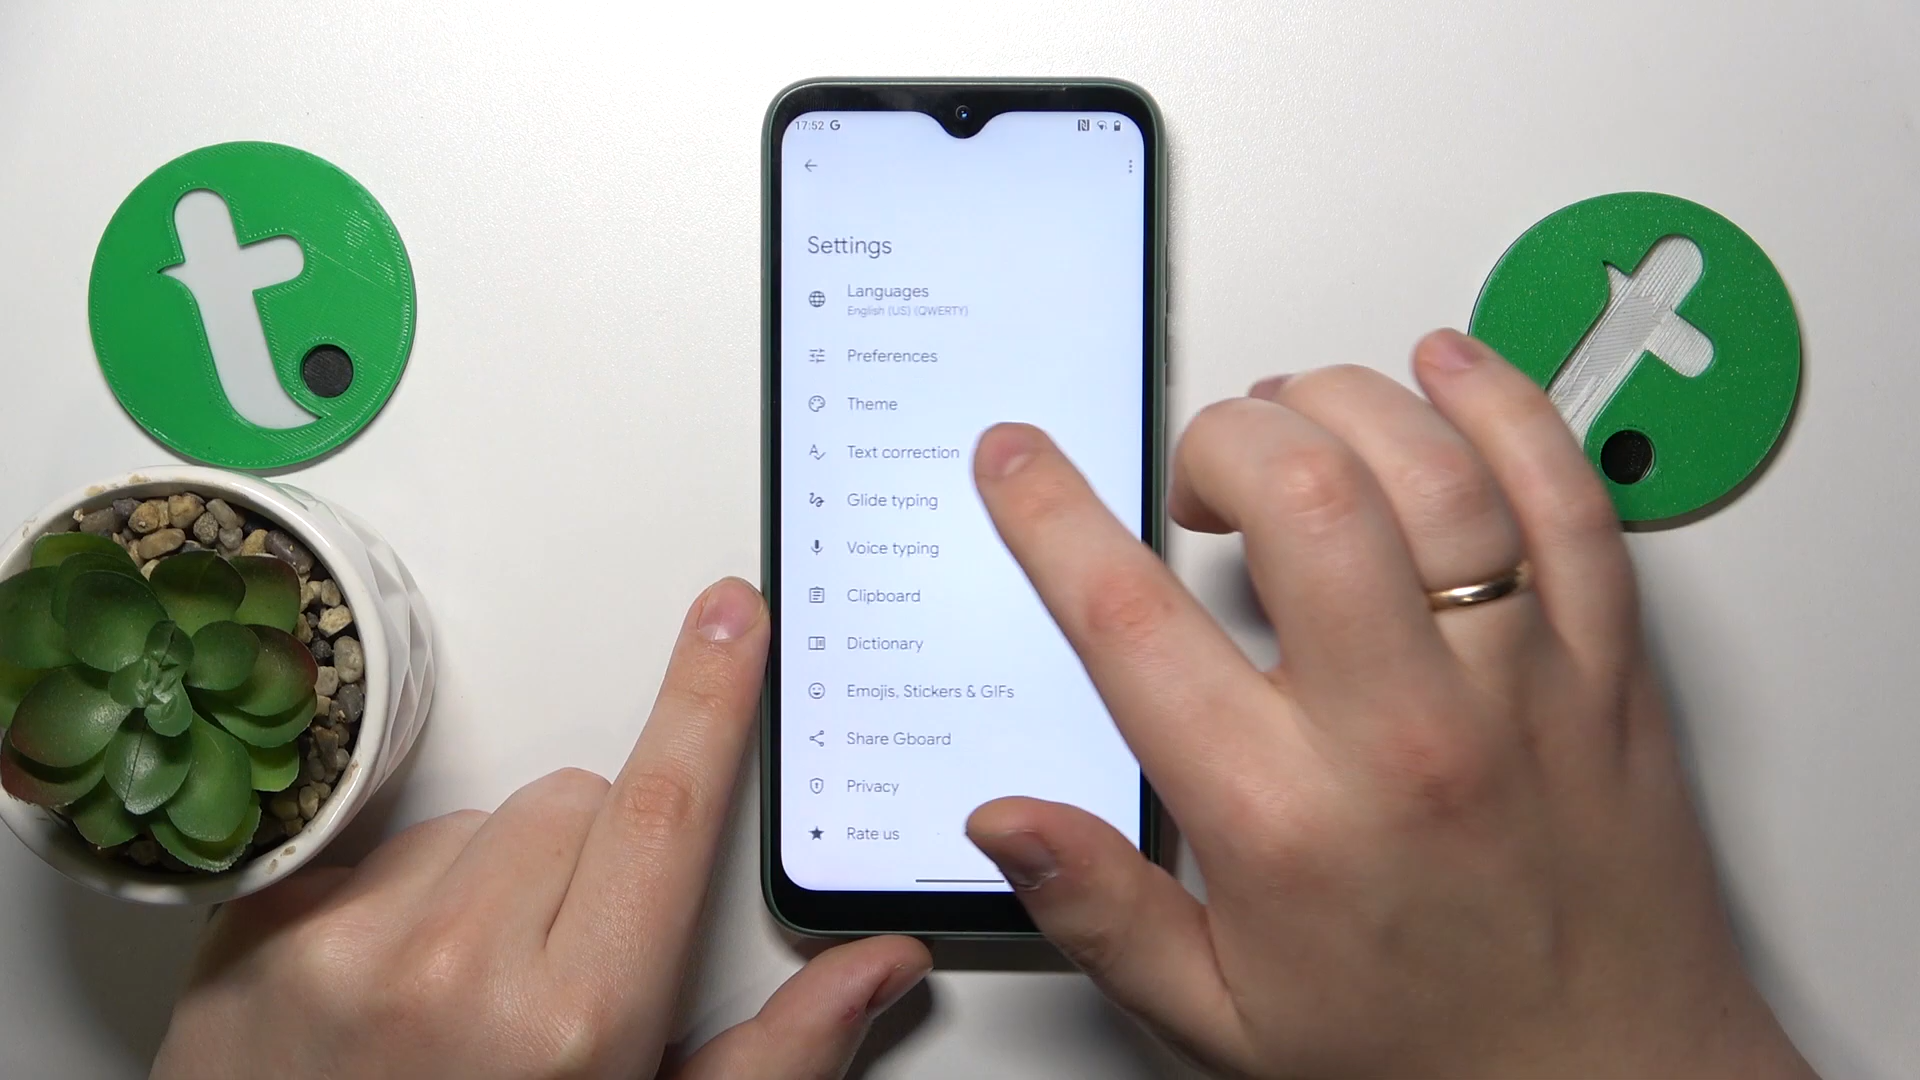 17:52 G
Settings
Languages
English (US) (QWERTY)
Preferences
Theme
Text correction
Glide typing
Voice typing
Clipboard
Dictionary
Emojis, Stickers & GIFs
Share Gboard
Privacy
Rate us